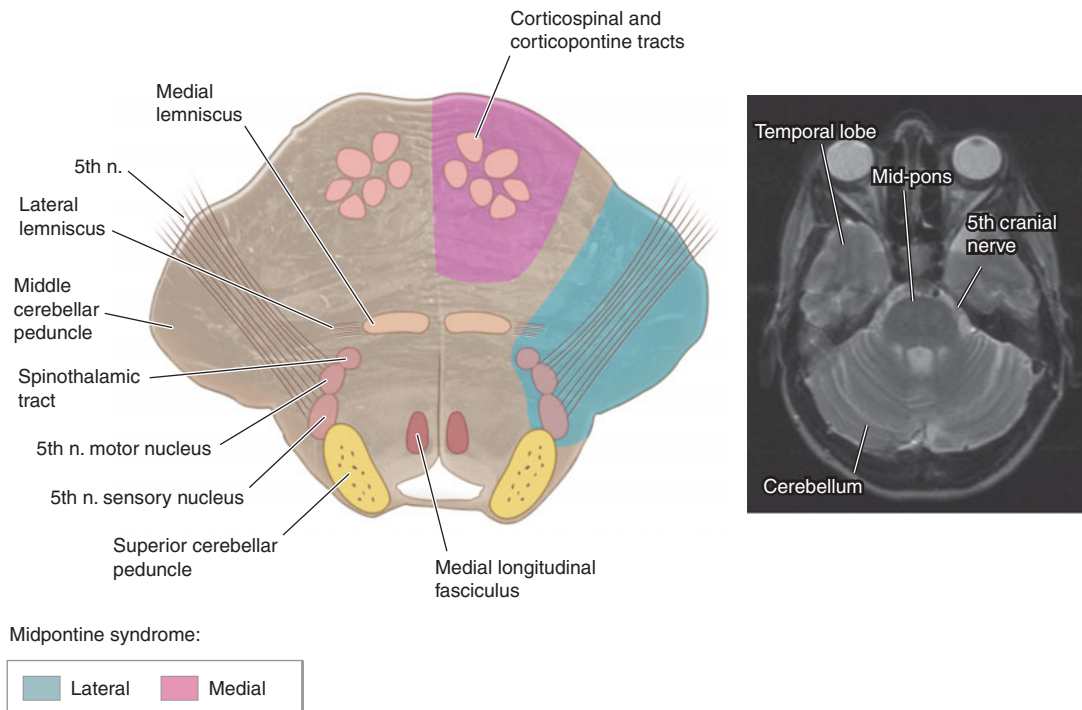 Corticospinal and
corticopontine tracts
Medial
lemniscus
5th n.
Lateral
lemniscus
Middle
cerebellar
peduncle
Spinothalamic
tract
5th n. motor nucleus
5th n. sensory nucleus
Superior cerebellar
peduncle
Medial longitudinal
fasciculus
Temporal lobe
Mid-pons
5th cranial
nerve
Cerebellum
Midpontine syndrome:
Lateral
Medial